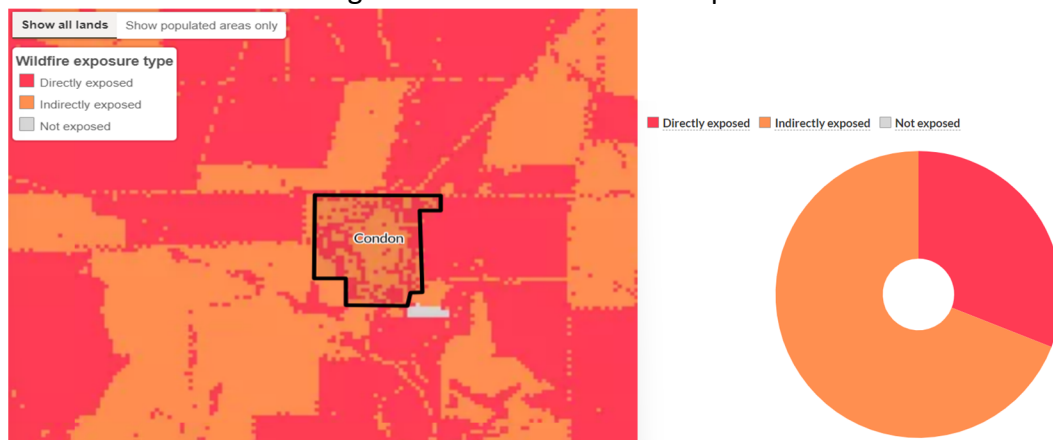 Show all lands Show populated areas only
Wildfire exposure type
Directly exposed
Indirectly exposed
Not exposed
Condon
Directly exposed Indirectly exposed Not exposed